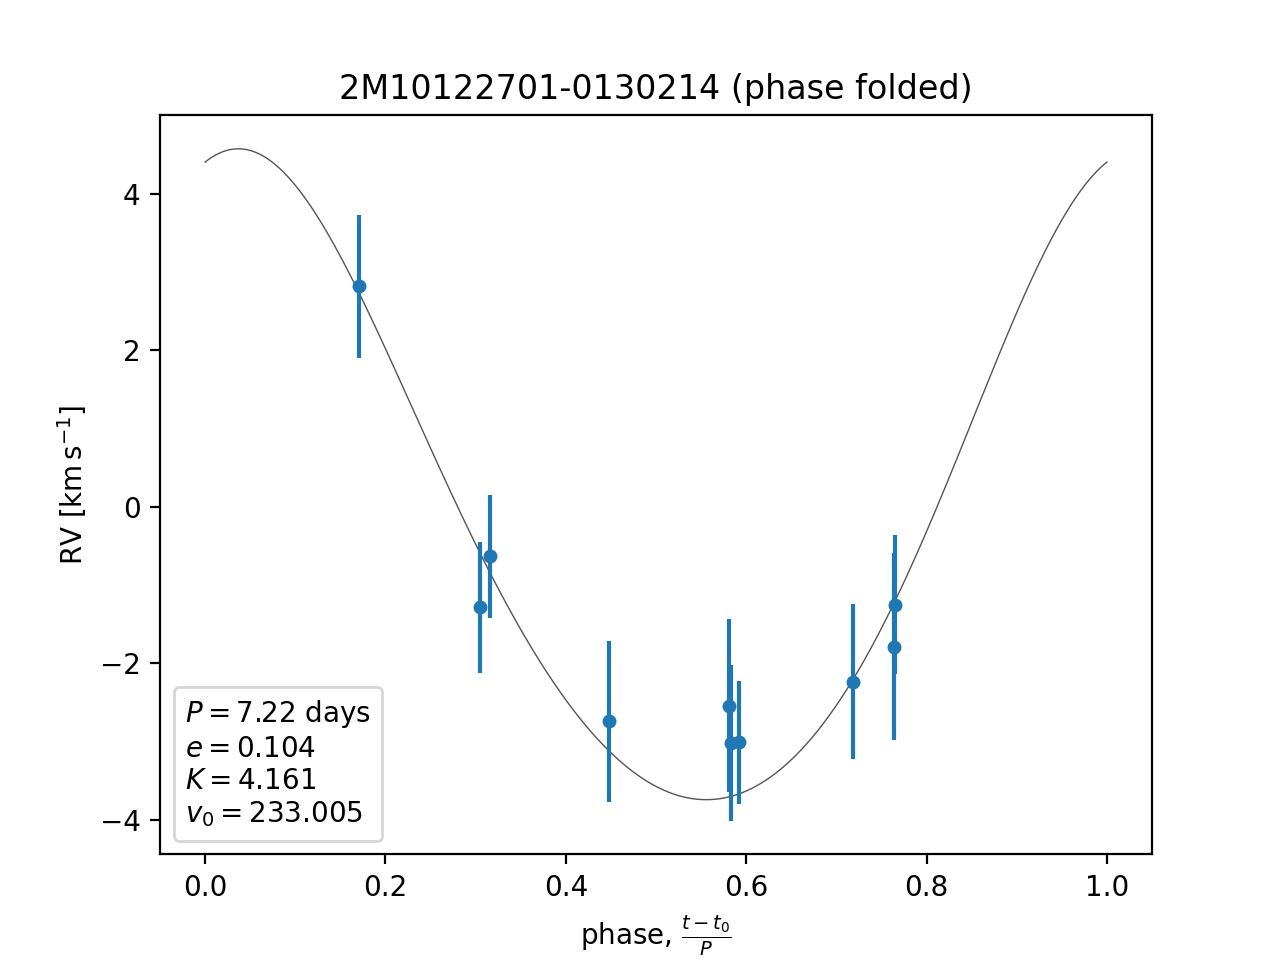 2M10122701-0130214 (phase folded)
4
2
0
−2
−4
RV [km s⁻¹]
P = 7.22 days
e = 0.104
K = 4.161
v₀ = 233.005
0.0 0.2 0.4 0.6 0.8 1.0
phase, (t − t₀)/P